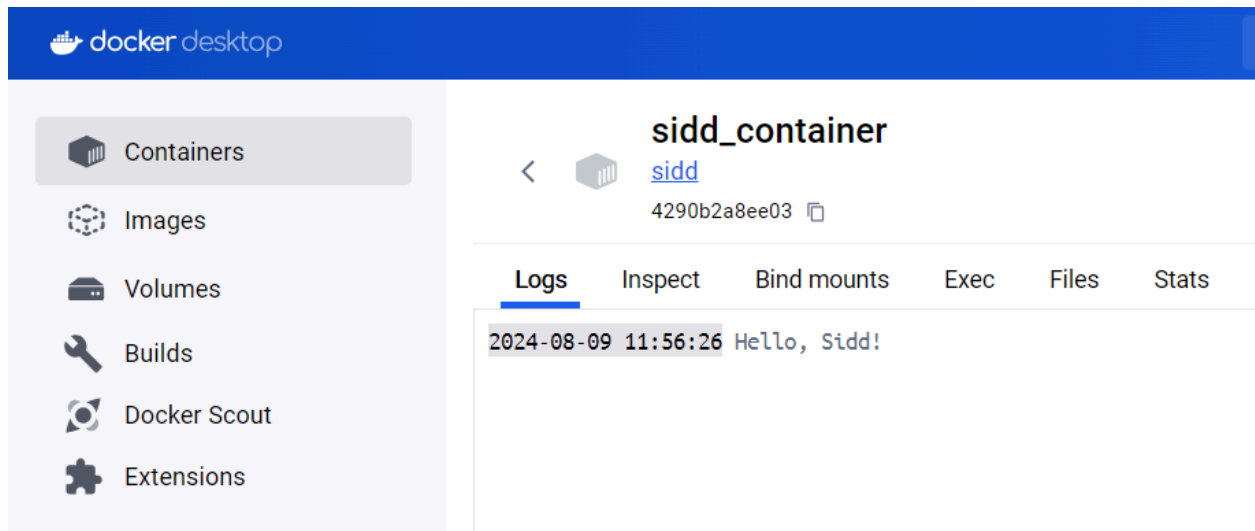 docker desktop
Containers
Images
Volumes
Builds
Docker Scout
Extensions
sidd_container
sidd
4290b2a8ee03
Logs Inspect Bind mounts Exec Files Stats
2024-08-09 11:56:26 Hello, Sidd!